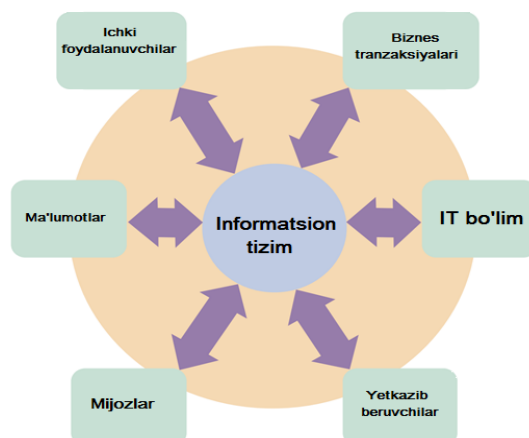 Ichki
foydalanuvchilar
Biznes
tranzaksiyalari
Ma'lumotlar
Informatsion
tizim
IT bo'lim
Mijozlar
Yetkazib
beruvchilar